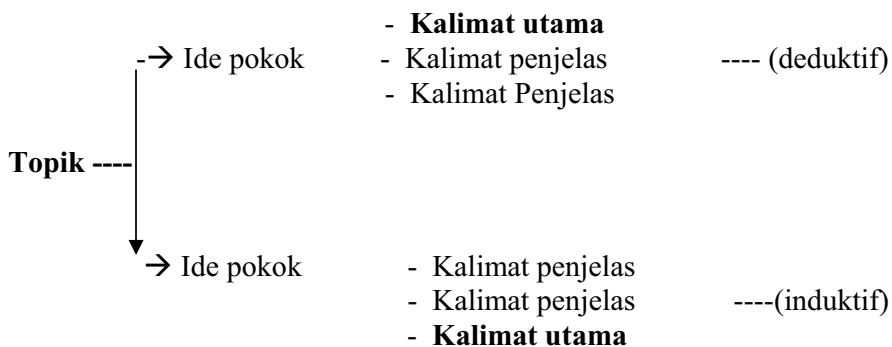 - Kalimat utama
-→ Ide pokok - Kalimat penjelas ---- (deduktif)
- Kalimat Penjelas
Topik ----
→ Ide pokok - Kalimat penjelas
- Kalimat penjelas ----(induktif)
- Kalimat utama